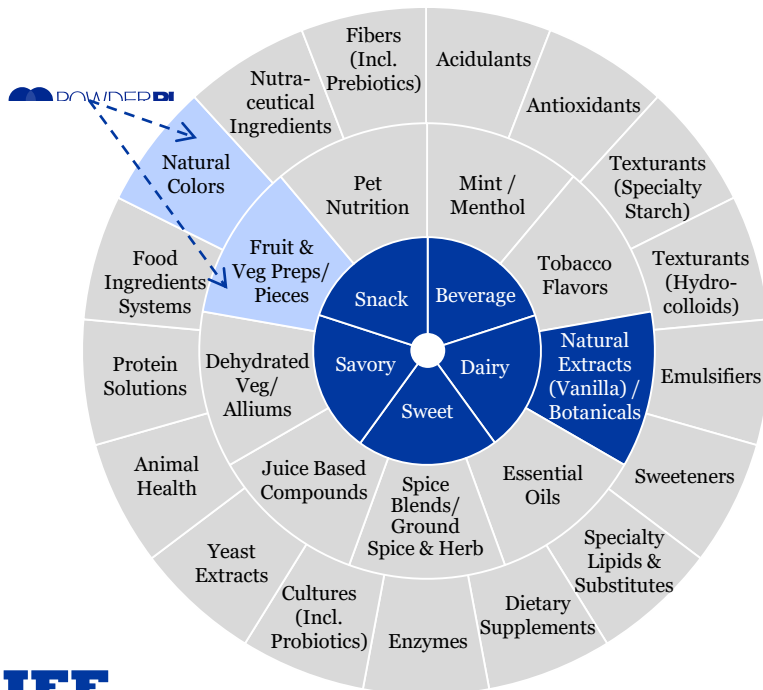 Fibers
(Incl.
Prebiotics)
Acidulants
Nutra-
ceutical
Ingredients
Antioxidants
Natural
Colors
Pet
Nutrition
Mint /
Menthol
Texturants
(Specialty
Starch)
Food
Ingredients
Systems
Fruit &
Veg Preps/
Pieces
Tobacco
Flavors
Texturants
(Hydro-
colloids)
Snack
Beverage
Protein
Solutions
Dehydrated
Veg/
Alliums
Savory
Dairy
Natural
Extracts
(Vanilla) /
Botanicals
Emulsifiers
Sweet
Animal
Health
Juice Based
Compounds
Spice
Blends/
Ground
Spice & Herb
Essential
Oils
Sweeteners
Yeast
Extracts
Cultures
(Incl.
Probiotics)
Enzymes
Dietary
Supplements
Specialty
Lipids &
Substitutes